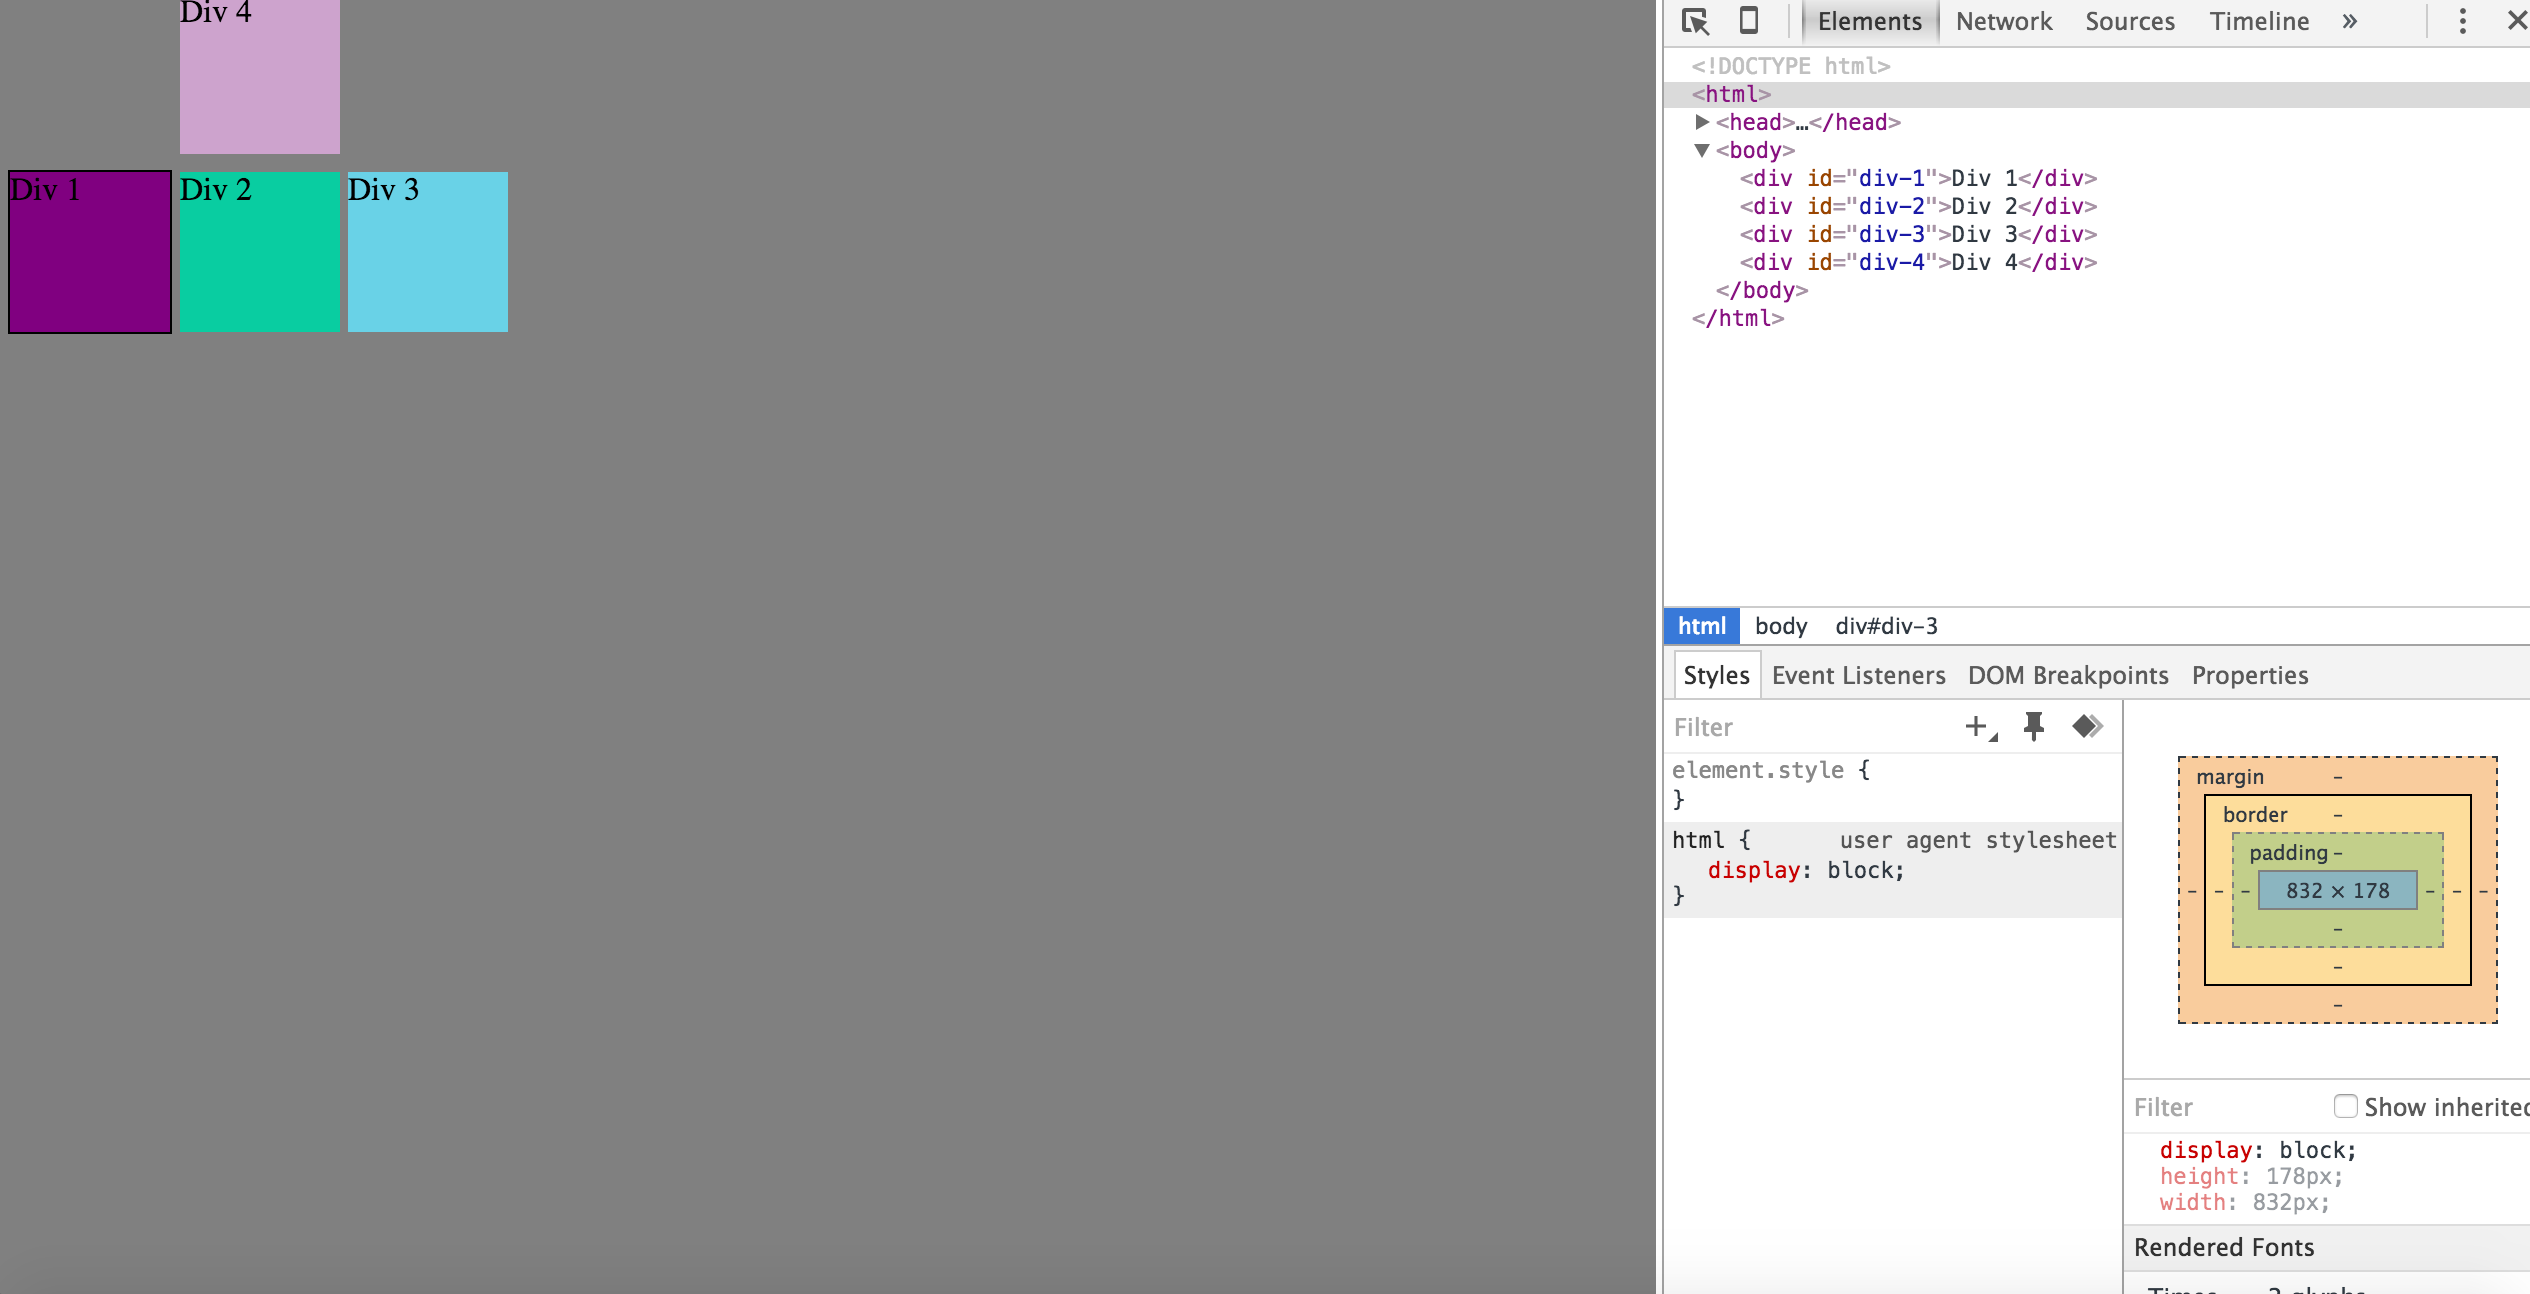 Div 4
Div 1
Div 2
Div 3
Elements Network Sources Timeline »
<!DOCTYPE html>
<html>
<head>…</head>
<body>
<div id="div-1">Div 1</div>
<div id="div-2">Div 2</div>
<div id="div-3">Div 3</div>
<div id="div-4">Div 4</div>
</body>
</html>
html body div#div-3
Styles Event Listeners DOM Breakpoints Properties
Filter
element.style {
}
html { user agent stylesheet
display: block;
}
margin -
border -
padding -
- - - 832 × 178 - - -
-
-
-
Filter Show inherited
display: block;
height: 178px;
width: 832px;
Rendered Fonts